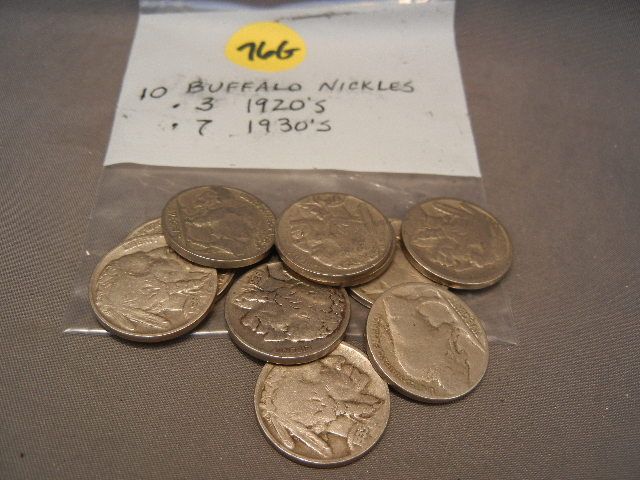 76G
10 BUFFALO NICKLES
• 3 1920's
• 7 1930's